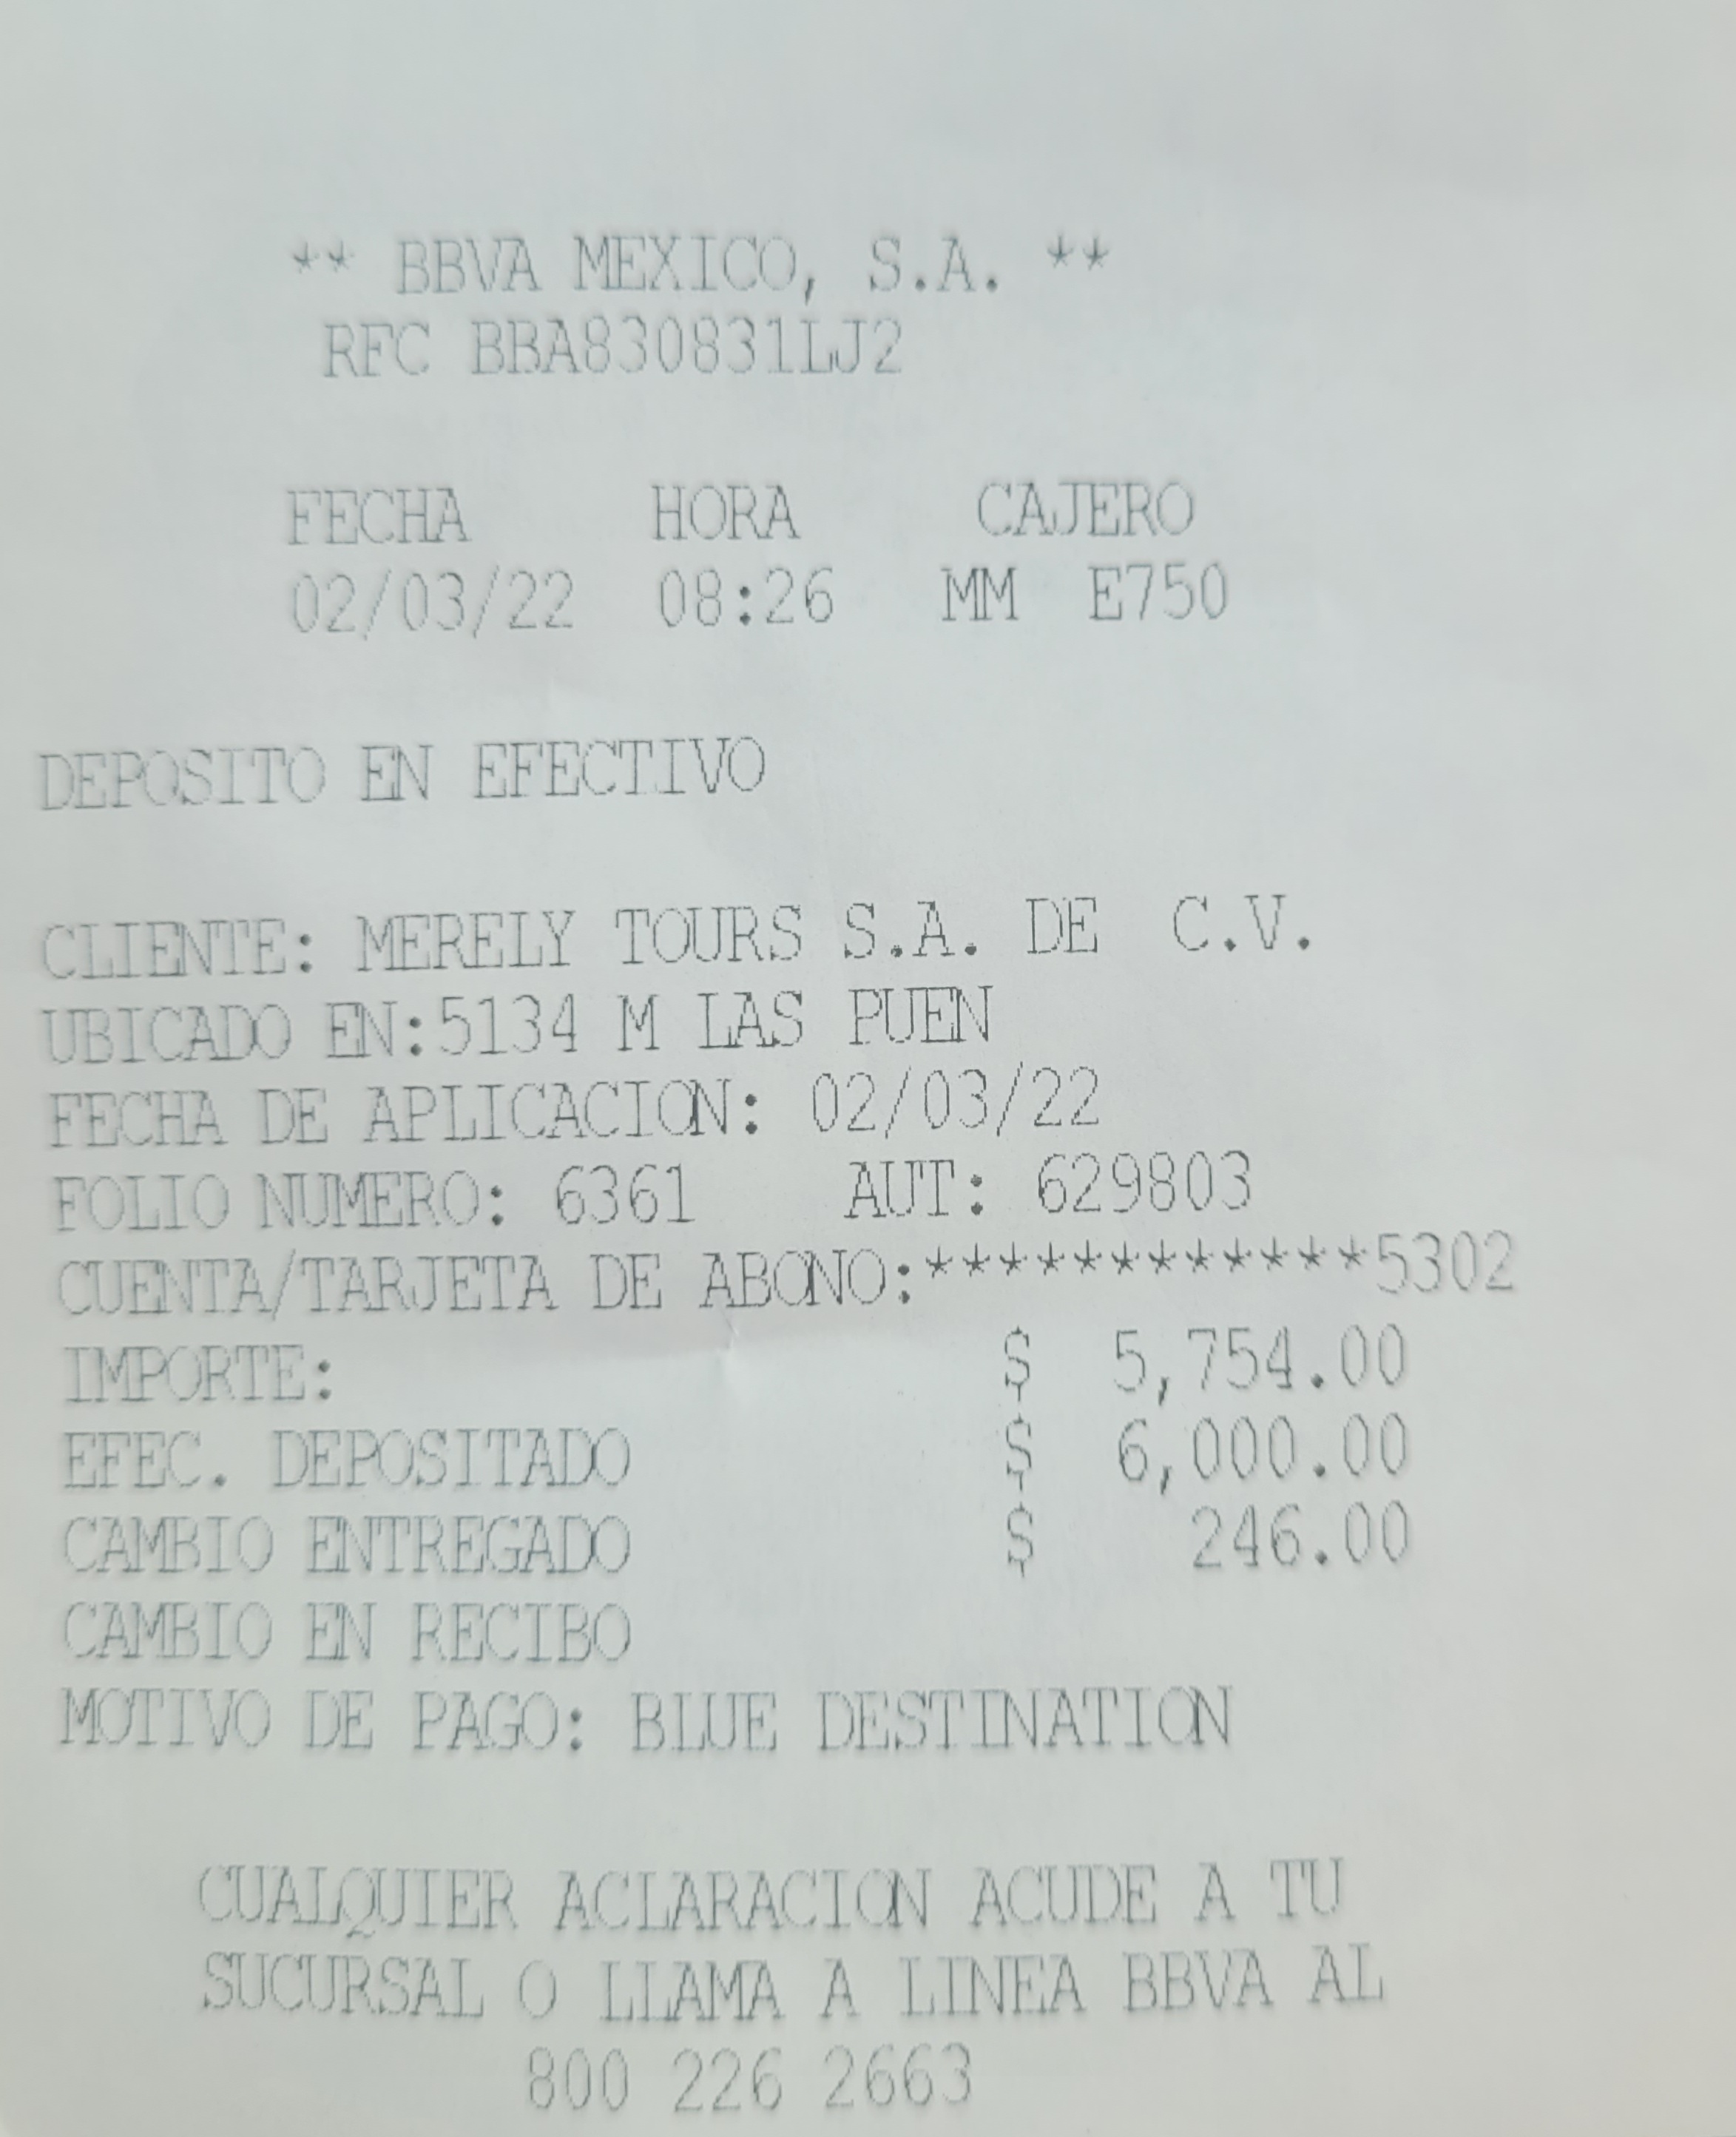 ** BBVA MEXICO, S.A. **
RFC BBA830831LJ2
FECHA HORA CAJERO
02/03/22 08:26 MM E750
DEPOSITO EN EFECTIVO
CLIENTE: MERELY TOURS S.A. DE C.V.
UBICADO EN:5134 M LAS PUEN
FECHA DE APLICACION: 02/03/22
FOLIO NUMERO: 6361 AUT: 629803
CUENTA/TARJETA DE ABONO:************5302
IMPORTE: $ 5,754.00
EFEC. DEPOSITADO $ 6,000.00
CAMBIO ENTREGADO $ 246.00
CAMBIO EN RECIBO
MOTIVO DE PAGO: BLUE DESTINATION
CUALQUIER ACLARACION ACUDE A TU
SUCURSAL O LLAMA A LINEA BBVA AL
800 226 2663